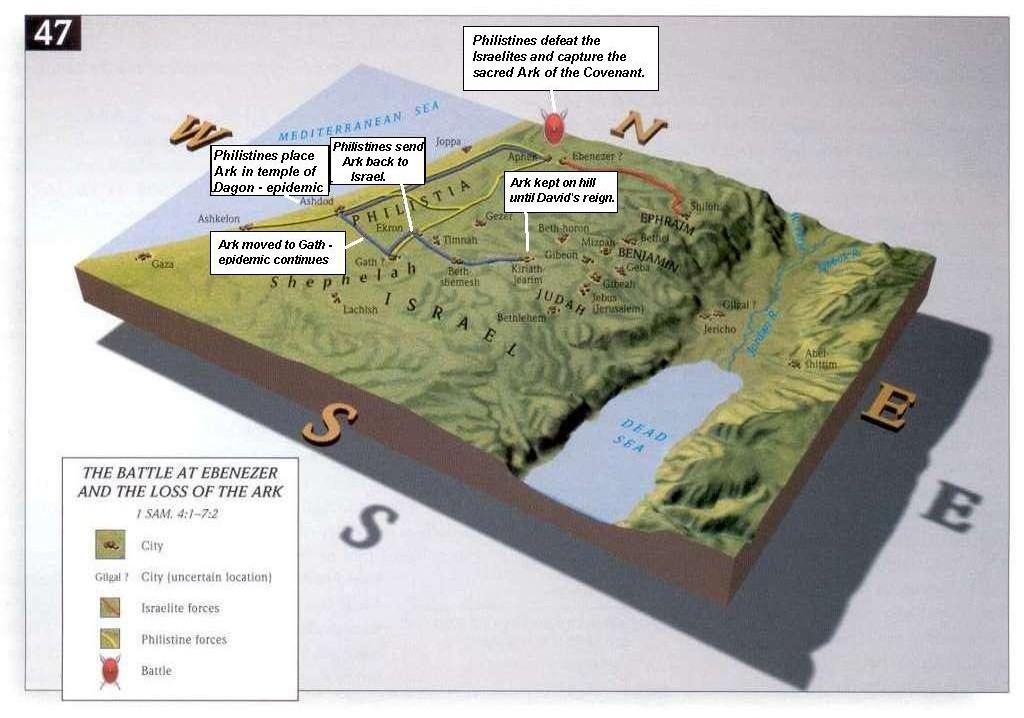 47
Philistines defeat the
Israelites and capture the
sacred Ark of the Covenant.
W
N
MEDITERRANEAN SEA
Joppa
Philistines place
Ark in temple of
Dagon - epidemic
Philistines send
Ark back to
Israel.
Aphek
Ebenezer ?
Ark kept on hill
until David's reign.
Ashdod
PHILISTIA
Shiloh
EPHRAIM
Ashkelon
Ekron
Gezer
Beth-horon
Bethel
Mizpah
Timnah
Ark moved to Gath -
epidemic continues
Gath ?
Gibeon
BENJAMIN
Geba
Jabbok R.
Gaza
Shephelah
Beth-
shemesh
Kiriath-
jearim
Gibeah
Jebus
(Jerusalem)
JUDAH
Lachish
ISRAEL
Bethlehem
Gilgal ?
Jericho
Jordan R.
Abel-
shittim
DEAD
SEA
S
E
S
E
THE BATTLE AT EBENEZER
AND THE LOSS OF THE ARK
1 SAM. 4:1–7:2
City
Gilgal ? City (uncertain location)
Israelite forces
Philistine forces
Battle